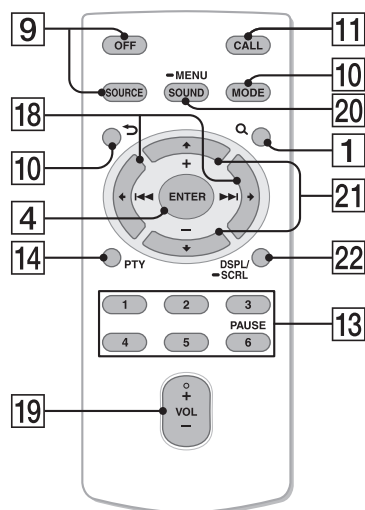 9
11
OFF
CALL
–MENU
10
SOURCE
SOUND
MODE
18
20
10
1
+
ENTER
21
4
–
14
PTY
DSPL/
–SCRL
22
1
2
3
PAUSE
13
4
5
6
19
+
VOL
–